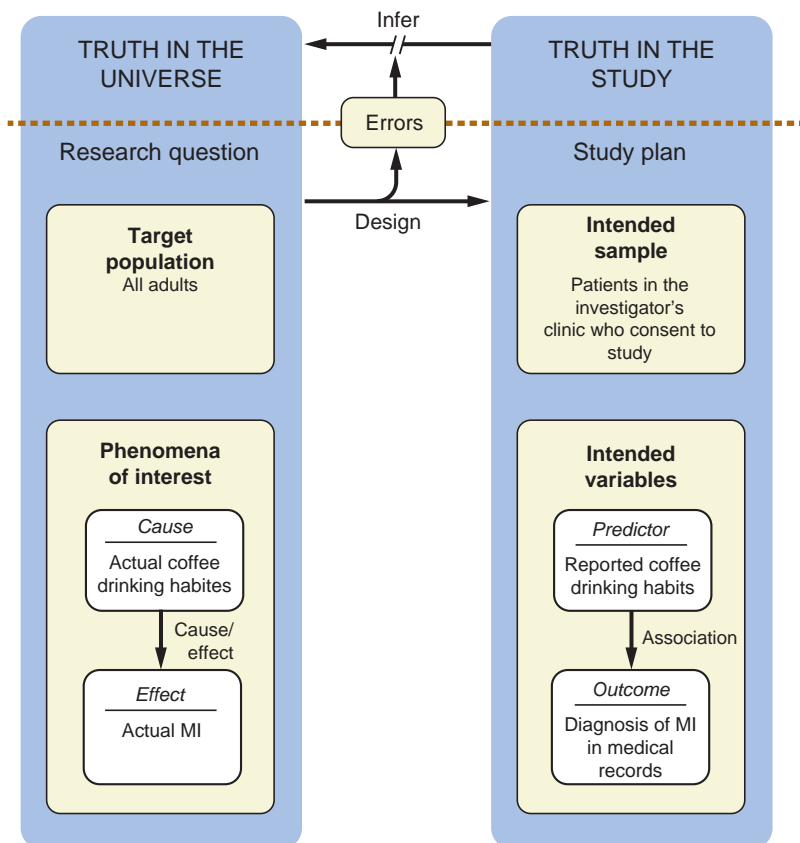 Infer
TRUTH IN THE
UNIVERSE
TRUTH IN THE
STUDY
Errors
Research question
Study plan
Design
Target
population
All adults
Intended
sample
Patients in the
investigator's
clinic who consent to
study
Phenomena
of interest
Cause
Actual coffee
drinking habites
Cause/
effect
Effect
Actual MI
Intended
variables
Predictor
Reported coffee
drinking habits
Association
Outcome
Diagnosis of MI
in medical
records